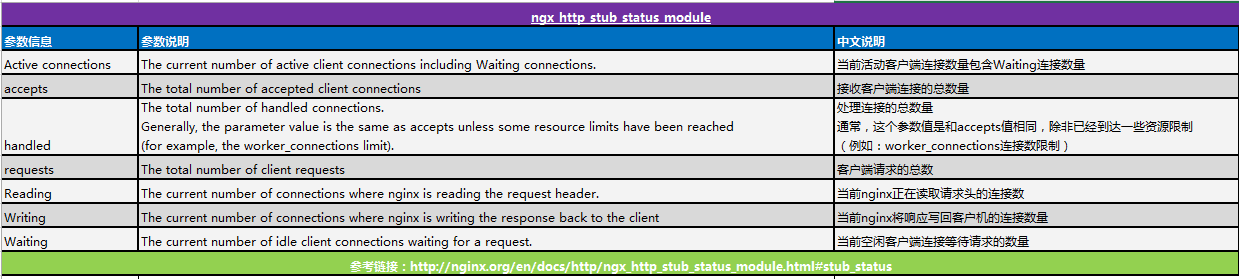 ngx_http_stub_status_module
参数信息 参数说明 中文说明
Active connections The current number of active client connections including Waiting connections. 当前活动客户端连接数量包含Waiting连接数量
accepts The total number of accepted client connections 接收客户端连接的总数量
The total number of handled connections. 处理连接的总数量
Generally, the parameter value is the same as accepts unless some resource limits have been reached 通常，这个参数值是和accepts值相同，除非已经到达一些资源限制
handled (for example, the worker_connections limit). （例如：worker_connections连接数限制）
requests The total number of client requests 客户端请求的总数
Reading The current number of connections where nginx is reading the request header. 当前nginx正在读取请求头的连接数
Writing The current number of connections where nginx is writing the response back to the client 当前nginx将响应写回客户机的连接数量
Waiting The current number of idle client connections waiting for a request. 当前空闲客户端连接等待请求的数量
参考链接：http://nginx.org/en/docs/http/ngx_http_stub_status_module.html#stub_status